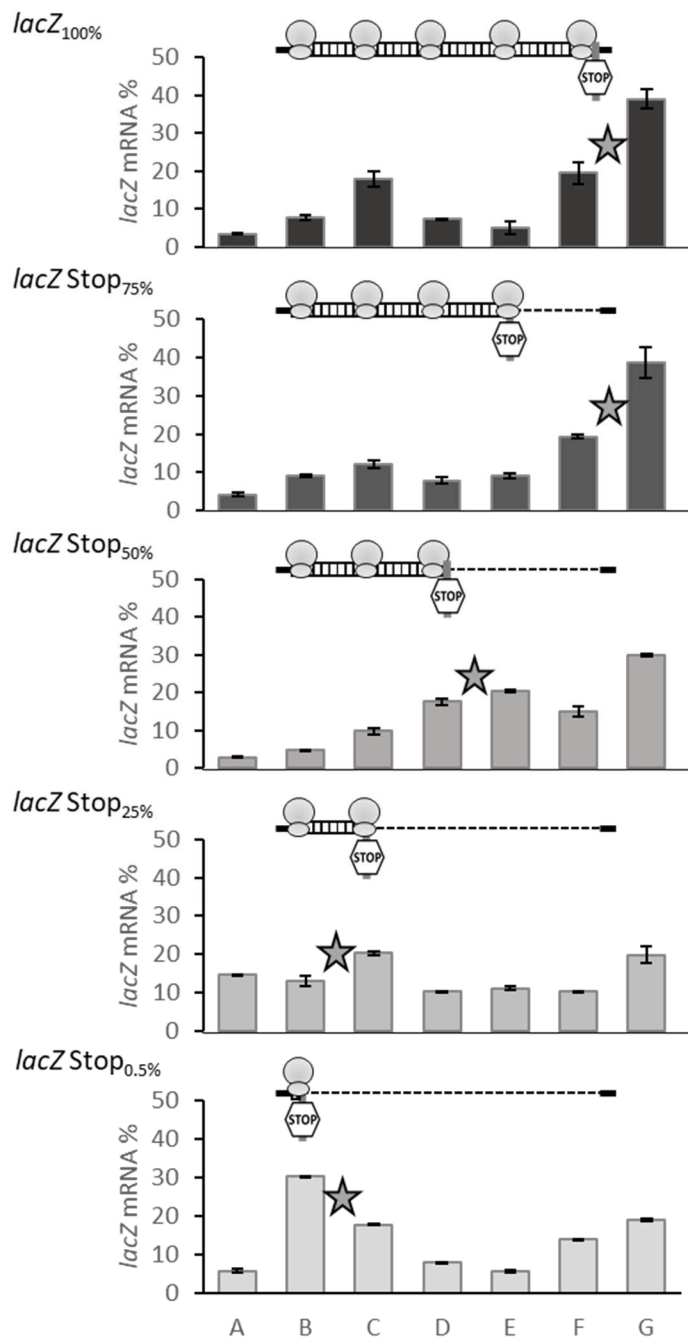 lacZ100%
STOP
lacZ mRNA %
50
40
30
20
10
0
lacZ Stop75%
STOP
lacZ mRNA %
50
40
30
20
10
0
lacZ Stop50%
STOP
lacZ mRNA %
50
40
30
20
10
0
lacZ Stop25%
STOP
lacZ mRNA %
50
40
30
20
10
0
lacZ Stop0.5%
STOP
lacZ mRNA %
50
40
30
20
10
0
A B C D E F G